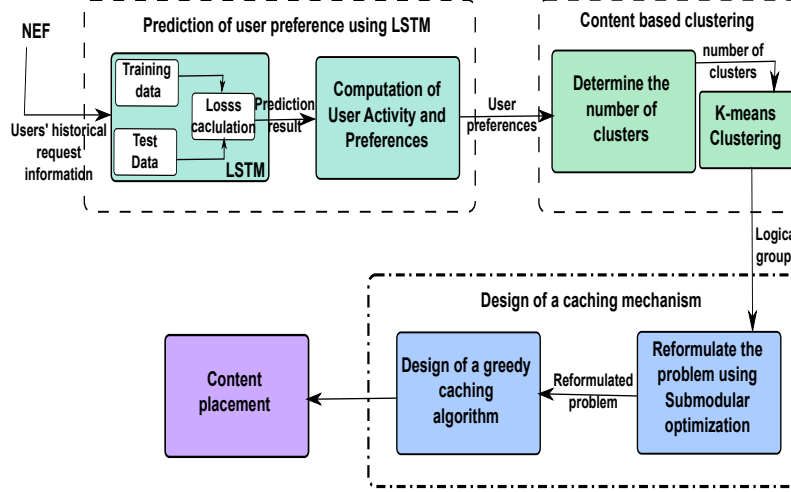 NEF
Prediction of user preference using LSTM
Content based clustering
Training
data
Losss
caclulation
Test
Data
LSTM
Users' historical
request
information
Prediction
result
Computation of
User Activity and
Preferences
User
preferences
Determine the
number of
clusters
number of
clusters
K-means
Clustering
Logica
group
Design of a caching mechanism
Reformulate the
problem using
Submodular
optimization
Reformulated
problem
Design of a greedy
caching
algorithm
Content
placement